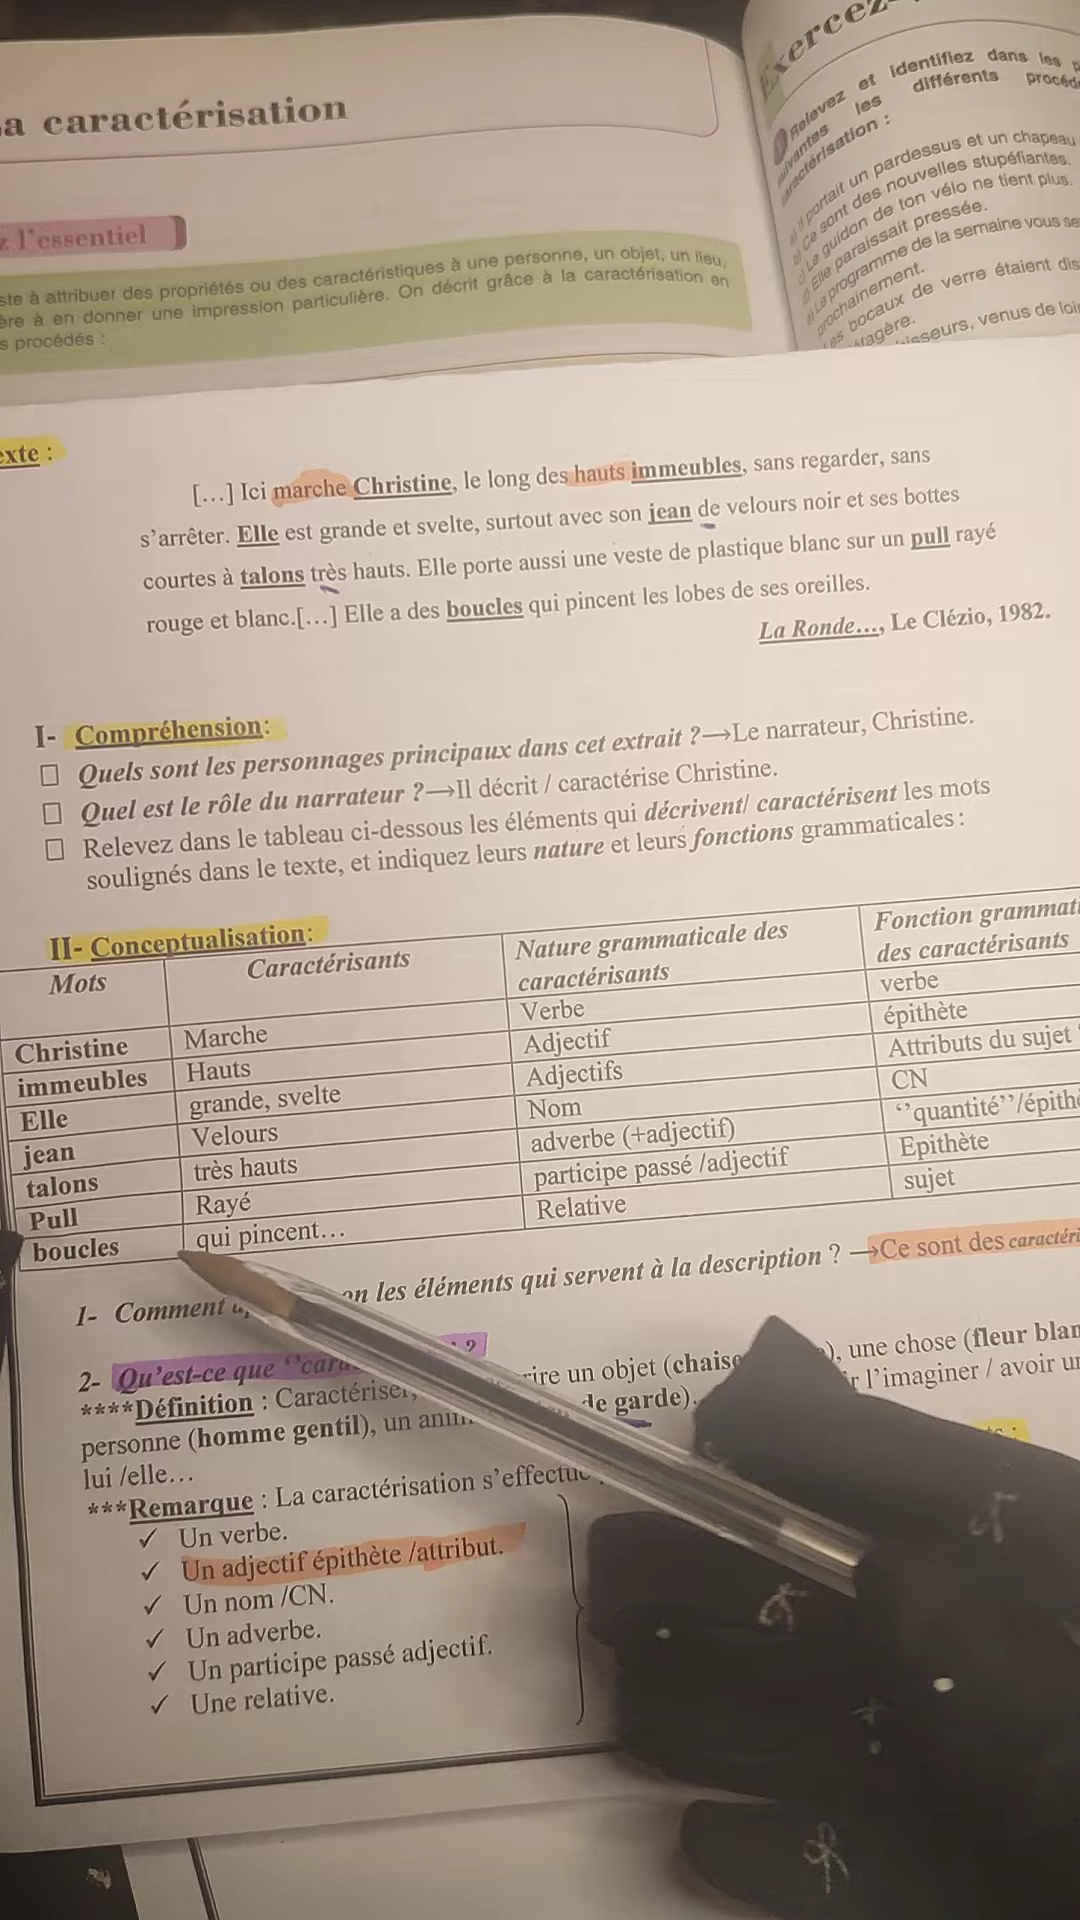 a caractérisation
z l'essentiel
ste à attribuer des propriétés ou des caractéristiques à une personne, un objet, un lieu,
ère à en donner une impression particulière. On décrit grâce à la caractérisation en
s procédés :
Exercez-
Relevez et identifiez dans les p
suivantes les différents procéd
caractérisation :
a) Il portait un pardessus et un chapeau
b) Ce sont des nouvelles stupéfiantes.
c) Le guidon de ton vélo ne tient plus.
d) Elle paraissait pressée.
e) Le programme de la semaine vous se
prochainement.
es bocaux de verre étaient dis
étagère.
isseurs, venus de loin
exte :
[…] Ici marche Christine, le long des hauts immeubles, sans regarder, sans
s'arrêter. Elle est grande et svelte, surtout avec son jean de velours noir et ses bottes
courtes à talons très hauts. Elle porte aussi une veste de plastique blanc sur un pull rayé
rouge et blanc.[…] Elle a des boucles qui pincent les lobes de ses oreilles.
La Ronde…, Le Clézio, 1982.
I- Compréhension:
□ Quels sont les personnages principaux dans cet extrait ?→Le narrateur, Christine.
□ Quel est le rôle du narrateur ?→Il décrit / caractérise Christine.
□ Relevez dans le tableau ci-dessous les éléments qui décrivent/ caractérisent les mots
soulignés dans le texte, et indiquez leurs nature et leurs fonctions grammaticales :
II- Conceptualisation:
Mots Caractérisants Nature grammaticale des caractérisants Fonction grammati des caractérisants
Christine Marche Verbe verbe
immeubles Hauts Adjectif épithète
Elle grande, svelte Adjectifs Attributs du sujet
jean Velours Nom CN
talons très hauts adverbe (+adjectif) ‘’quantité’’/épith
Pull Rayé participe passé /adjectif Epithète
boucles qui pincent… Relative sujet
1- Comment on les éléments qui servent à la description ? →Ce sont des caractéri
2- Qu'est-ce que ‘’cara ?
****Définition : Caractériser, rire un objet (chaise ), une chose (fleur blan
personne (homme gentil), un anim de garde). r l'imaginer / avoir un
lui /elle…
***Remarque : La caractérisation s'effectue
✓ Un verbe.
✓ Un adjectif épithète /attribut.
✓ Un nom /CN.
✓ Un adverbe.
✓ Un participe passé adjectif.
✓ Une relative.